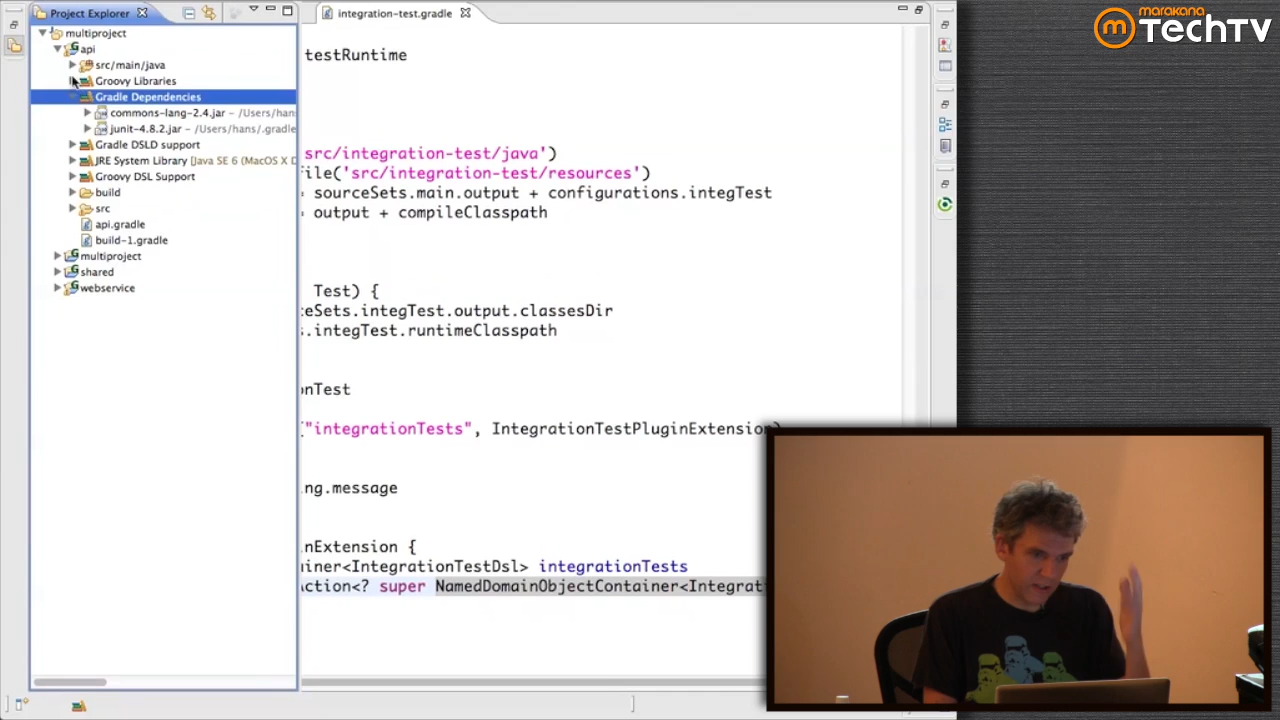 Project Explorer
multiproject
api
src/main/java
Groovy Libraries
Gradle Dependencies
commons-lang-2.4.jar - /Users/han
junit-4.8.2.jar - /Users/hans/.gradle
Gradle DSLD support
JRE System Library [Java SE 6 (MacOS X D
Groovy DSL Support
build
src
api.gradle
build-1.gradle
multiproject
shared
webservice
integration-test.gradle
testRuntime
src/integration-test/java')
file('src/integration-test/resources')
= sourceSets.main.output + configurations.integTest
= output + compileClasspath
Test) {
ceSets.integTest.output.classesDir
s.integTest.runtimeClasspath
onTest
("integrationTests", IntegrationTestPluginExtension)
ng.message
inExtension {
iner<IntegrationTestDsl> integrationTests
Action<? super NamedDomainObjectContainer<Integrat
marakana
TechTV